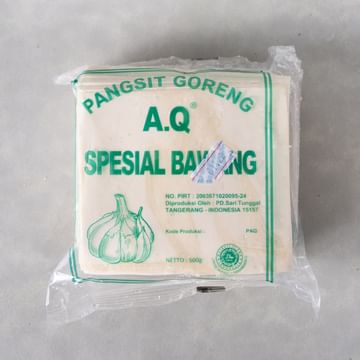 PANGSIT GORENG
A.Q®
SPESIAL BAWANG
NO. PIRT : 2063671020095-24
Diproduksi Oleh : PD.Sari Tunggal
TANGERANG - INDONESIA 15157
Kode Produksi : PAG
NETTO : 500g